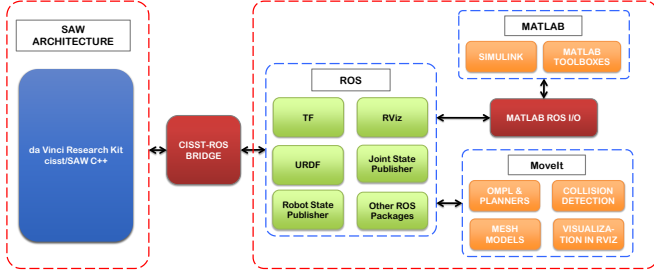 SAW
ARCHITECTURE
da Vinci Research Kit
cisst/SAW C++
CISST-ROS
BRIDGE
ROS
TF
RViz
URDF
Joint State
Publisher
Robot State
Publisher
Other ROS
Packages
MATLAB
SIMULINK
MATLAB
TOOLBOXES
MATLAB ROS I/O
MoveIt
OMPL &
PLANNERS
COLLISION
DETECTION
MESH
MODELS
VISUALIZA-
TION IN RVIZ